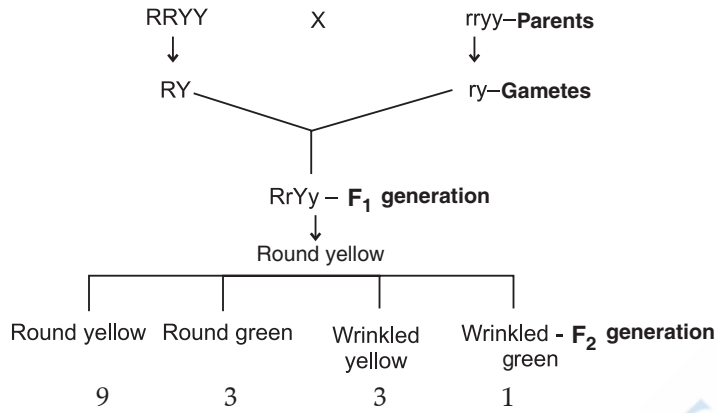 RRYY X rryy–Parents
RY ry–Gametes
RrYy – F₁ generation
Round yellow
Round yellow Round green Wrinkled yellow Wrinkled green - F₂ generation
9 3 3 1